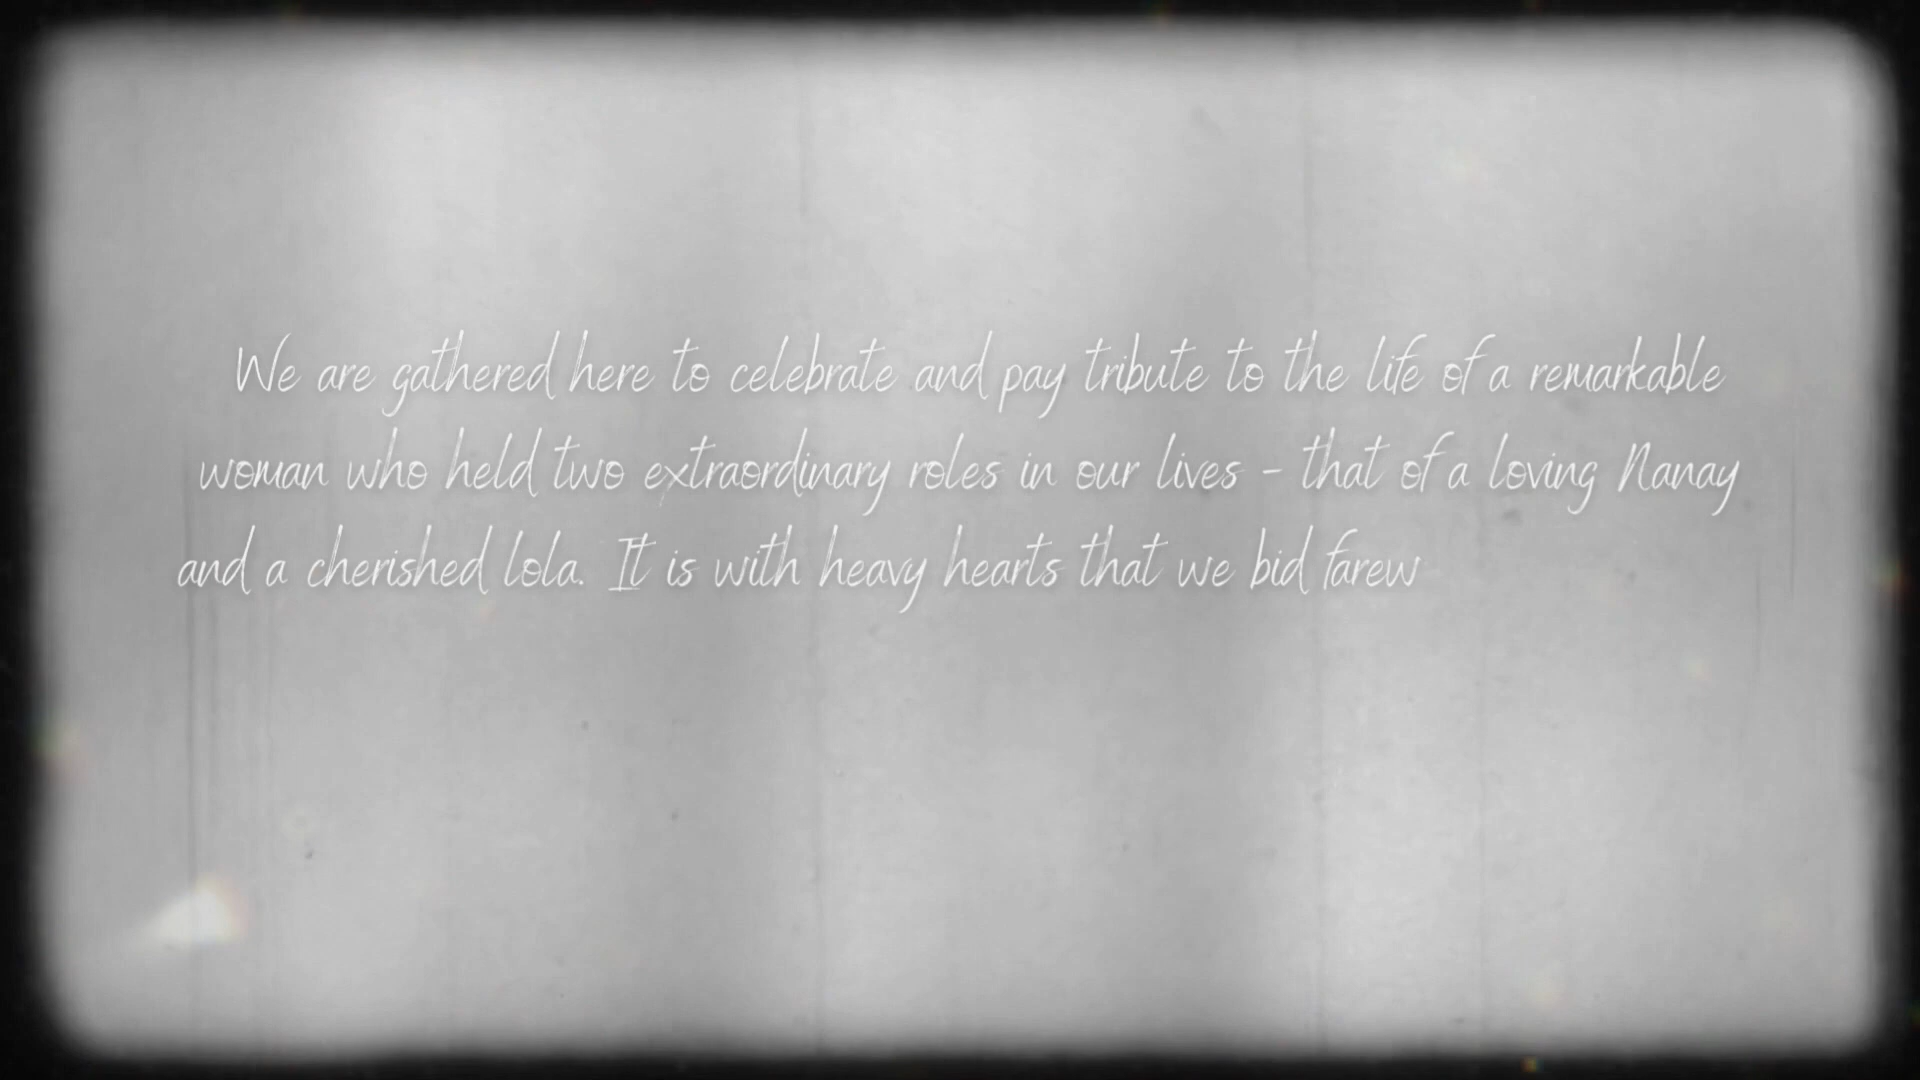 We are gathered here to celebrate and pay tribute to the life of a remarkable
woman who held two extraordinary roles in our lives - that of a loving Nanay
and a cherished lola. It is with heavy hearts that we bid farew